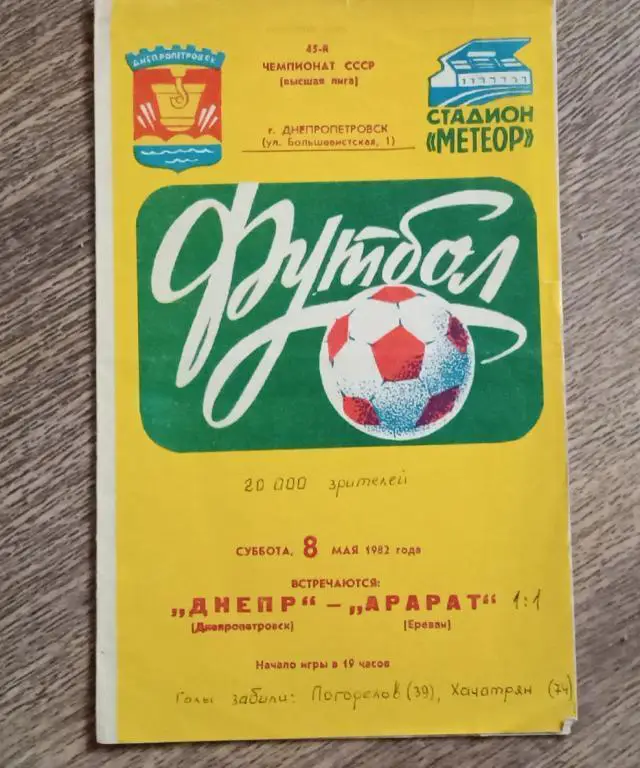 ДНЕПРОПЕТРОВСК
45-й
ЧЕМПИОНАТ СССР
(высшая лига)
г. ДНЕПРОПЕТРОВСК
(ул. Большевистская, 1)
СТАДИОН
«МЕТЕОР»
Футбол
20 000 зрителей
СУББОТА, 8 МАЯ 1982 года
ВСТРЕЧАЮТСЯ:
„ДНЕПР“ — „АРАРАТ“ 1:1
(Днепропетровск) (Ереван)
Начало игры в 19 часов
Голы забили: Погорелов (39), Хачатрян (74)